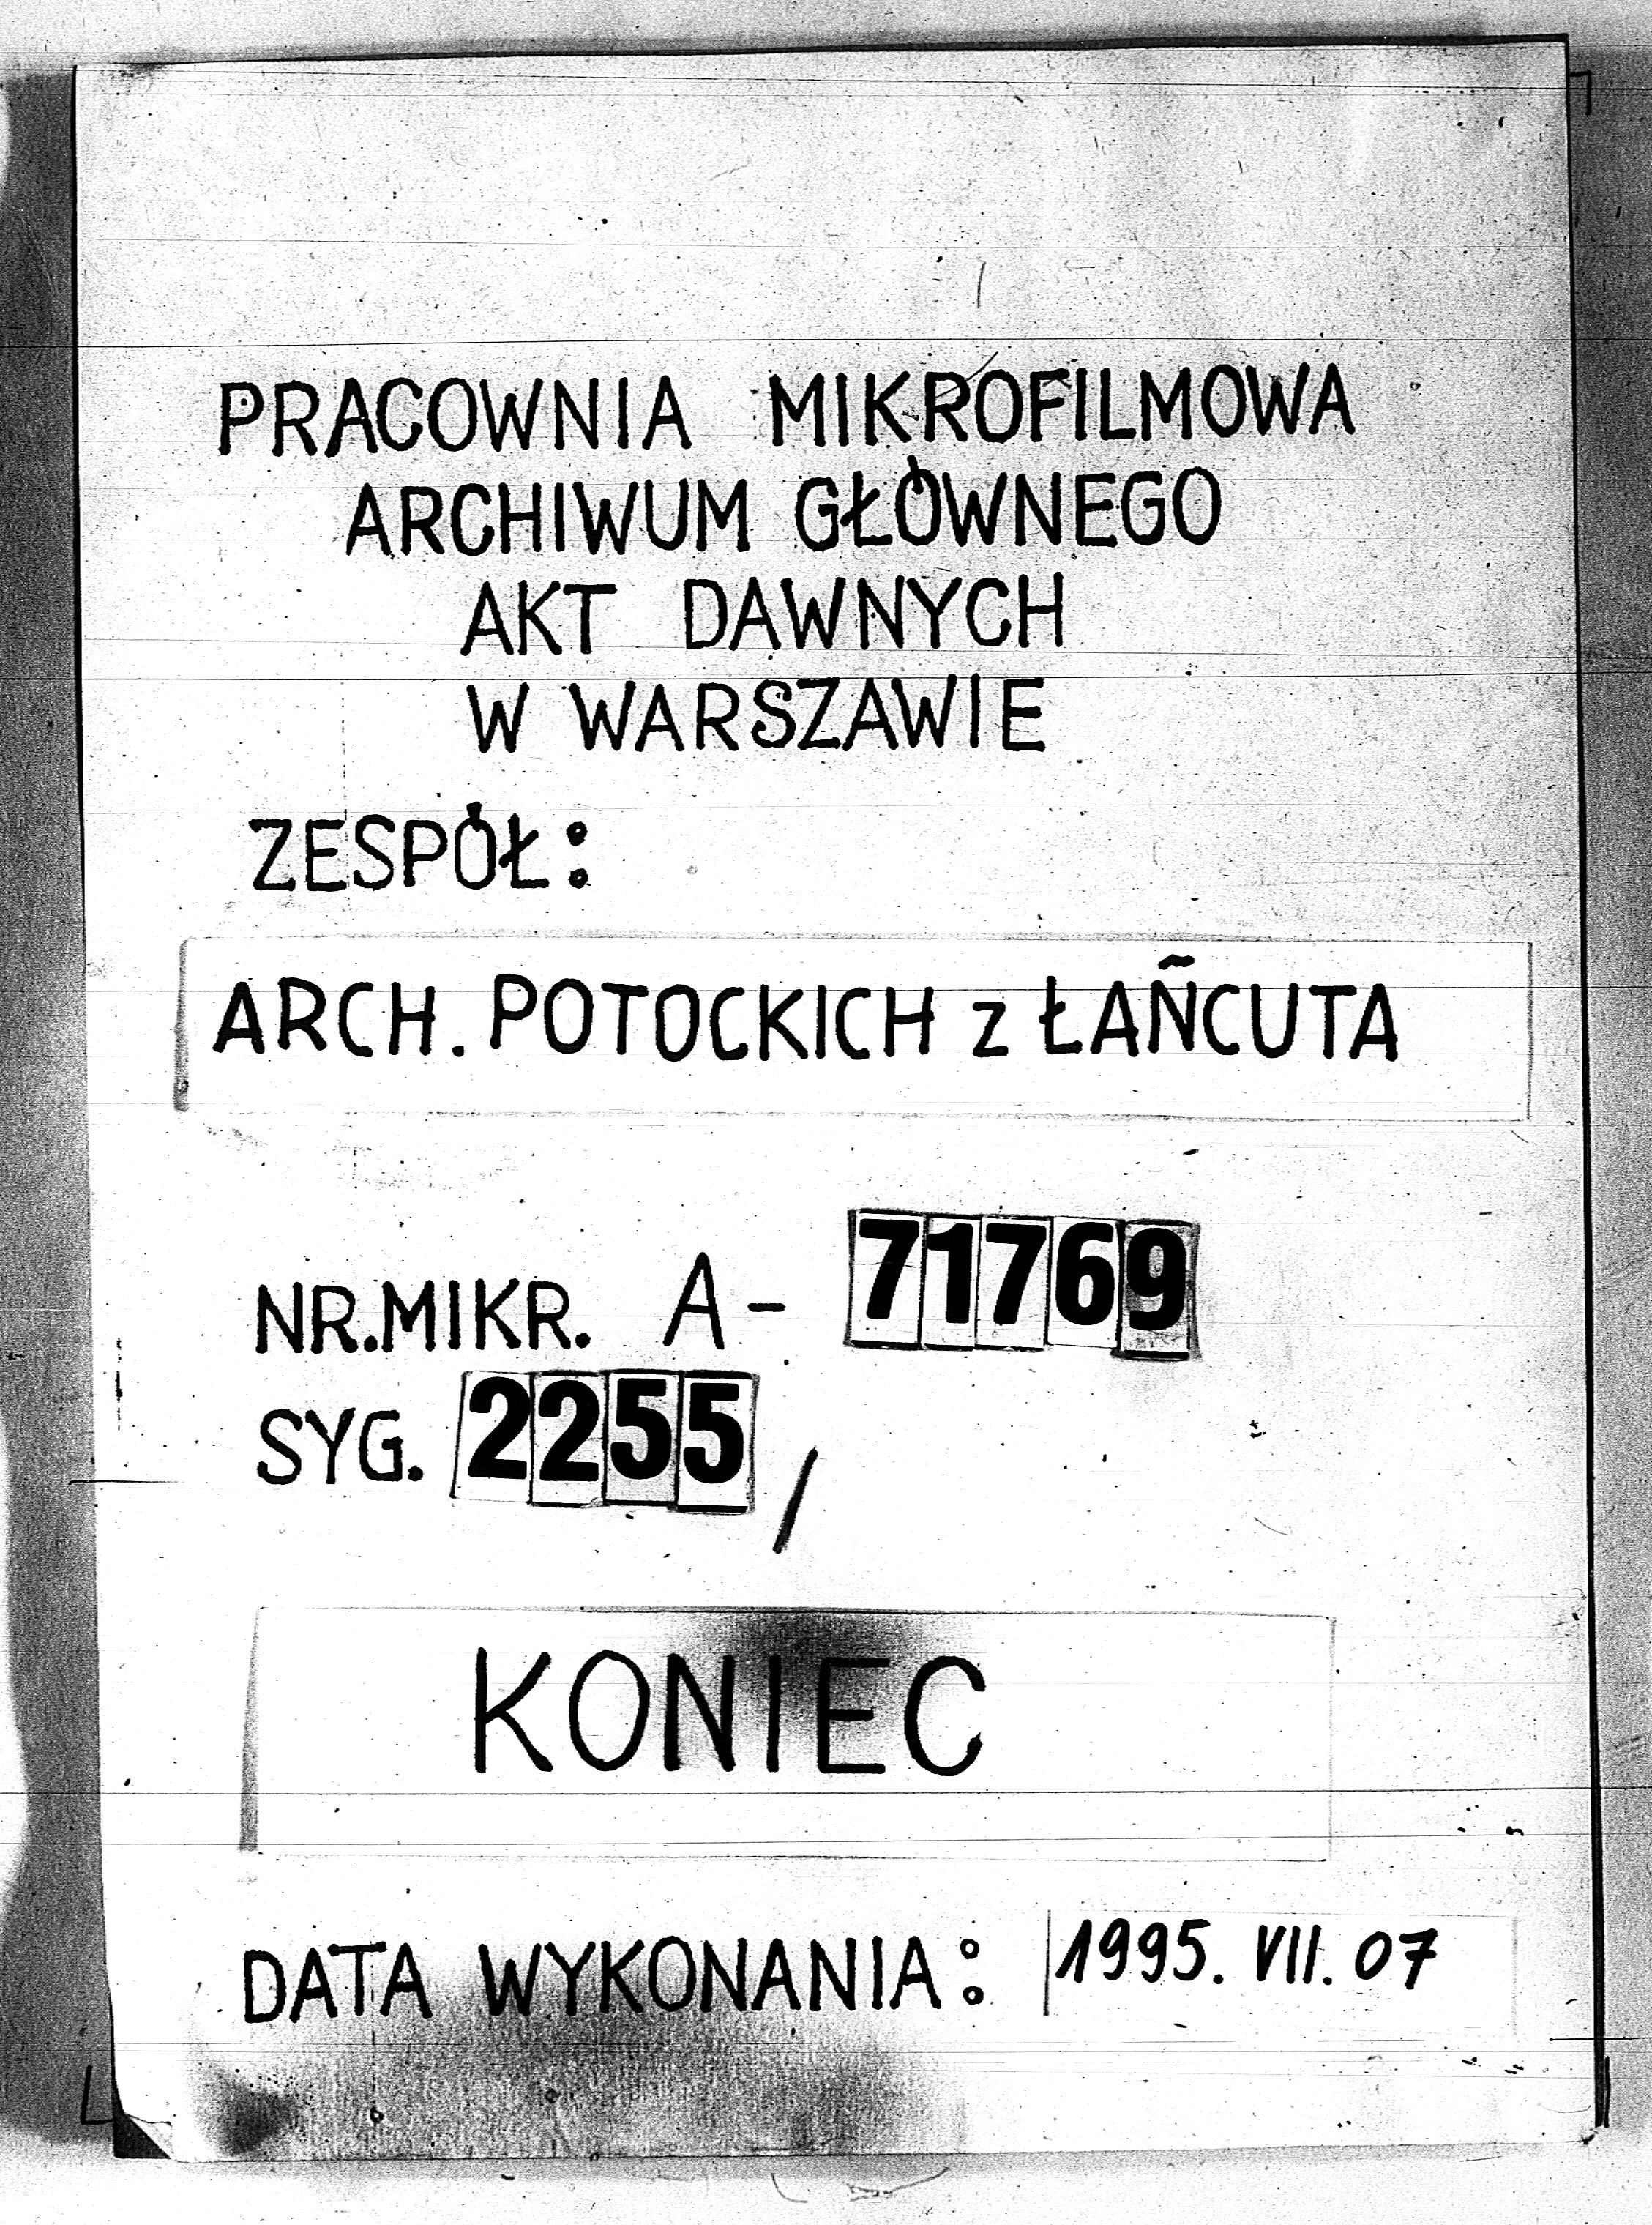 PRACOWNIA MIKROFILMOWA
ARCHIWUM GŁÓWNEGO
AKT DAWNYCH
W WARSZAWIE
ZESPÓŁ:
ARCH. POTOCKICH z ŁAÑCUTA
NR.MIKR. A- 71769
SYG. 2255 /
KONIEC
DATA WYKONANIA: 1995. VII. 07